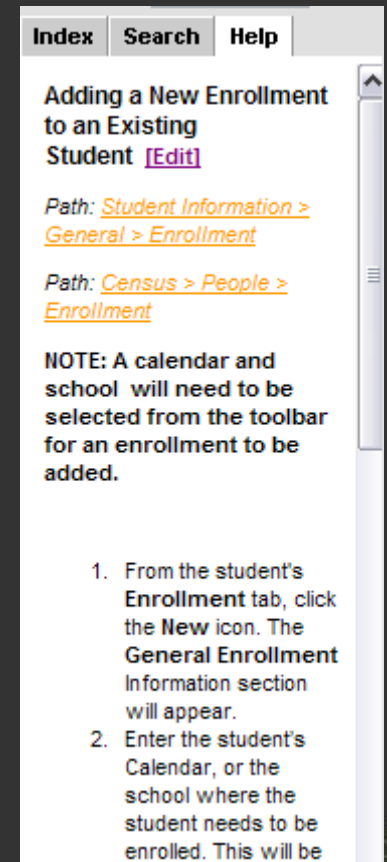 Index Search Help
Adding a New Enrollment
to an Existing
Student [Edit]
Path: Student Information >
General > Enrollment
Path: Census > People >
Enrollment
NOTE: A calendar and
school will need to be
selected from the toolbar
for an enrollment to be
added.
1. From the student's
Enrollment tab, click
the New icon. The
General Enrollment
Information section
will appear.
2. Enter the student's
Calendar, or the
school where the
student needs to be
enrolled. This will be